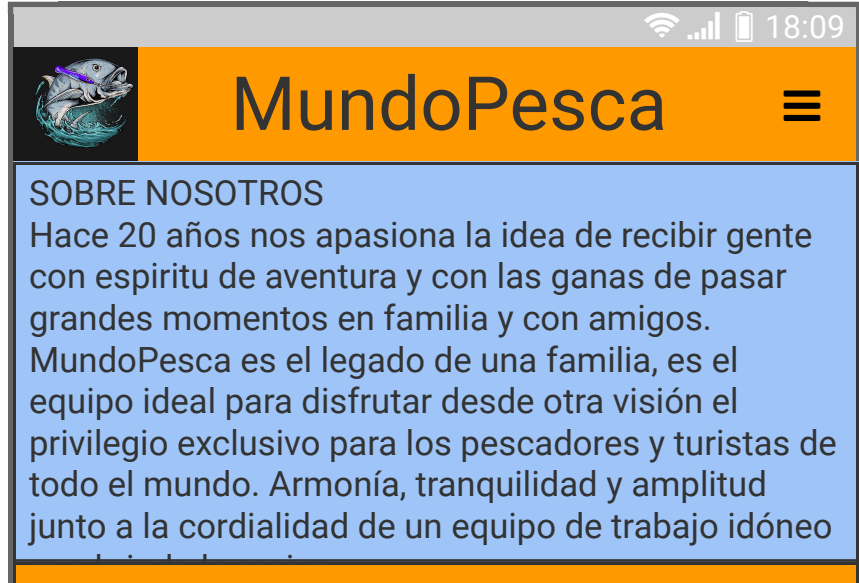 18:09
MundoPesca
SOBRE NOSOTROS
Hace 20 años nos apasiona la idea de recibir gente
con espiritu de aventura y con las ganas de pasar
grandes momentos en familia y con amigos.
MundoPesca es el legado de una familia, es el
equipo ideal para disfrutar desde otra visión el
privilegio exclusivo para los pescadores y turistas de
todo el mundo. Armonía, tranquilidad y amplitud
junto a la cordialidad de un equipo de trabajo idóneo